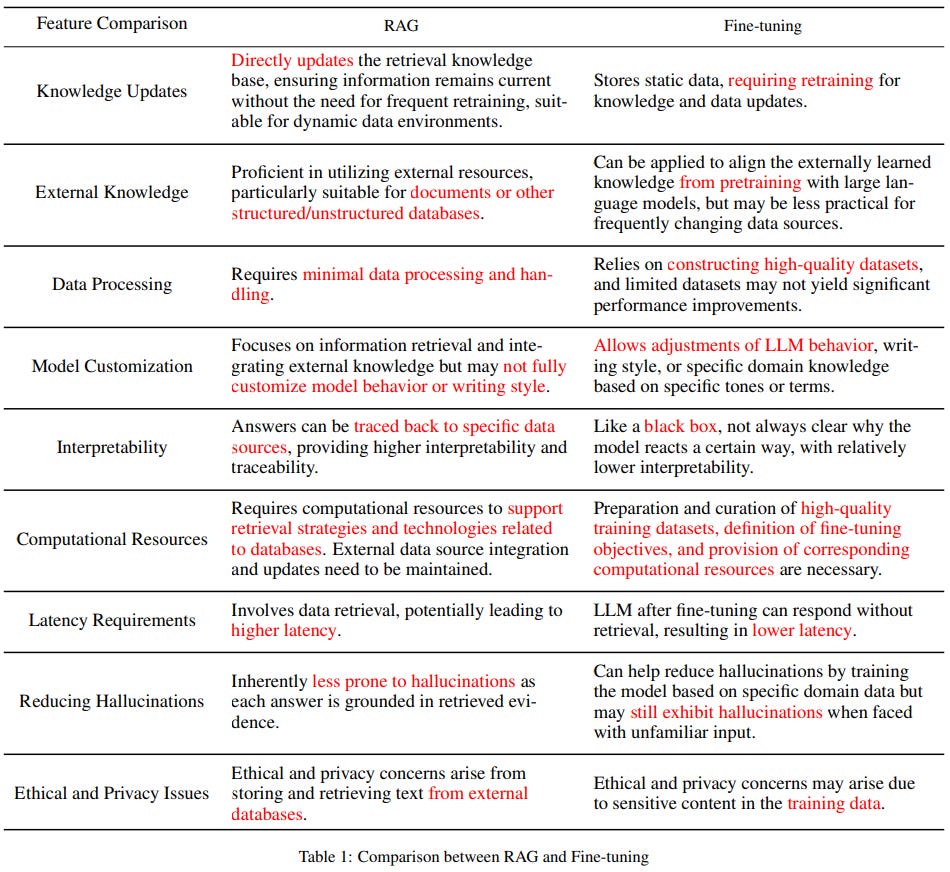 Feature Comparison RAG Fine-tuning
Knowledge Updates
Directly updates the retrieval knowledge
base, ensuring information remains current
without the need for frequent retraining, suit-
able for dynamic data environments.
Stores static data, requiring retraining for
knowledge and data updates.
External Knowledge
Proficient in utilizing external resources,
particularly suitable for documents or other
structured/unstructured databases.
Can be applied to align the externally learned
knowledge from pretraining with large lan-
guage models, but may be less practical for
frequently changing data sources.
Data Processing
Requires minimal data processing and han-
dling.
Relies on constructing high-quality datasets,
and limited datasets may not yield significant
performance improvements.
Model Customization
Focuses on information retrieval and inte-
grating external knowledge but may not fully
customize model behavior or writing style.
Allows adjustments of LLM behavior, writ-
ing style, or specific domain knowledge
based on specific tones or terms.
Interpretability
Answers can be traced back to specific data
sources, providing higher interpretability and
traceability.
Like a black box, not always clear why the
model reacts a certain way, with relatively
lower interpretability.
Computational Resources
Requires computational resources to support
retrieval strategies and technologies related
to databases. External data source integration
and updates need to be maintained.
Preparation and curation of high-quality
training datasets, definition of fine-tuning
objectives, and provision of corresponding
computational resources are necessary.
Latency Requirements
Involves data retrieval, potentially leading to
higher latency.
LLM after fine-tuning can respond without
retrieval, resulting in lower latency.
Reducing Hallucinations
Inherently less prone to hallucinations as
each answer is grounded in retrieved evi-
dence.
Can help reduce hallucinations by training
the model based on specific domain data but
may still exhibit hallucinations when faced
with unfamiliar input.
Ethical and Privacy Issues
Ethical and privacy concerns arise from
storing and retrieving text from external
databases.
Ethical and privacy concerns may arise due
to sensitive content in the training data.
Table 1: Comparison between RAG and Fine-tuning